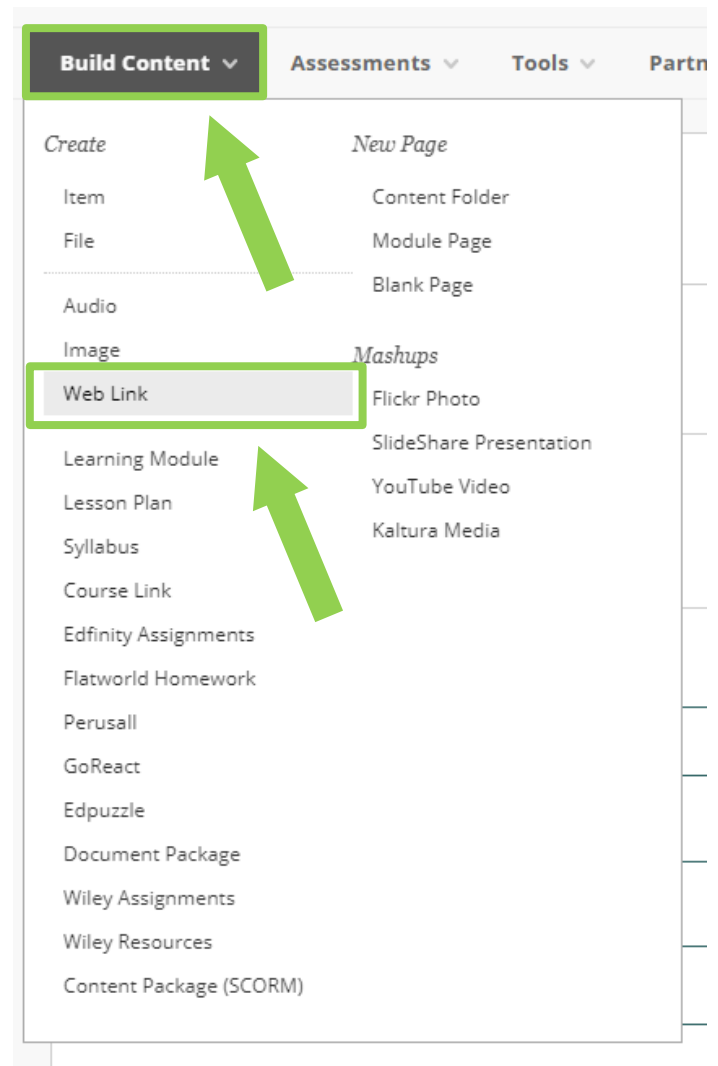 Build Content
Assessments
Tools
Partn
Create
Item
File
Audio
Image
Web Link
Learning Module
Lesson Plan
Syllabus
Course Link
Edfinity Assignments
Flatworld Homework
Perusall
GoReact
Edpuzzle
Document Package
Wiley Assignments
Wiley Resources
Content Package (SCORM)
New Page
Content Folder
Module Page
Blank Page
Mashups
Flickr Photo
SlideShare Presentation
YouTube Video
Kaltura Media